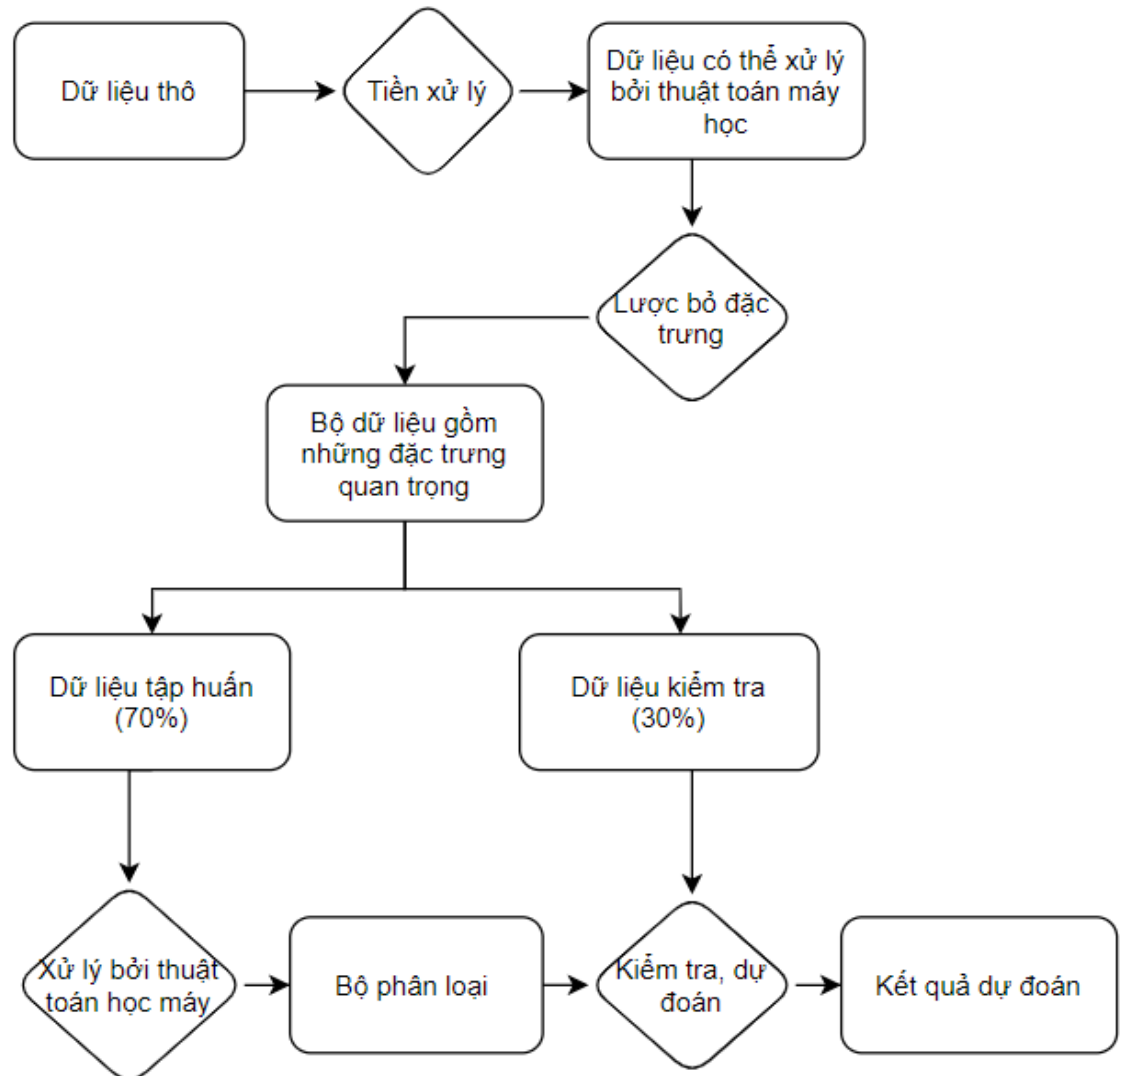 Dữ liệu thô
Tiền xử lý
Dữ liệu có thể xử lý
bởi thuật toán máy
học
Lược bỏ đặc
trưng
Bộ dữ liệu gồm
những đặc trưng
quan trọng
Dữ liệu tập huấn
(70%)
Dữ liệu kiểm tra
(30%)
Xử lý bởi thuật
toán học máy
Bộ phân loại
Kiểm tra, dự
đoán
Kết quả dự đoán